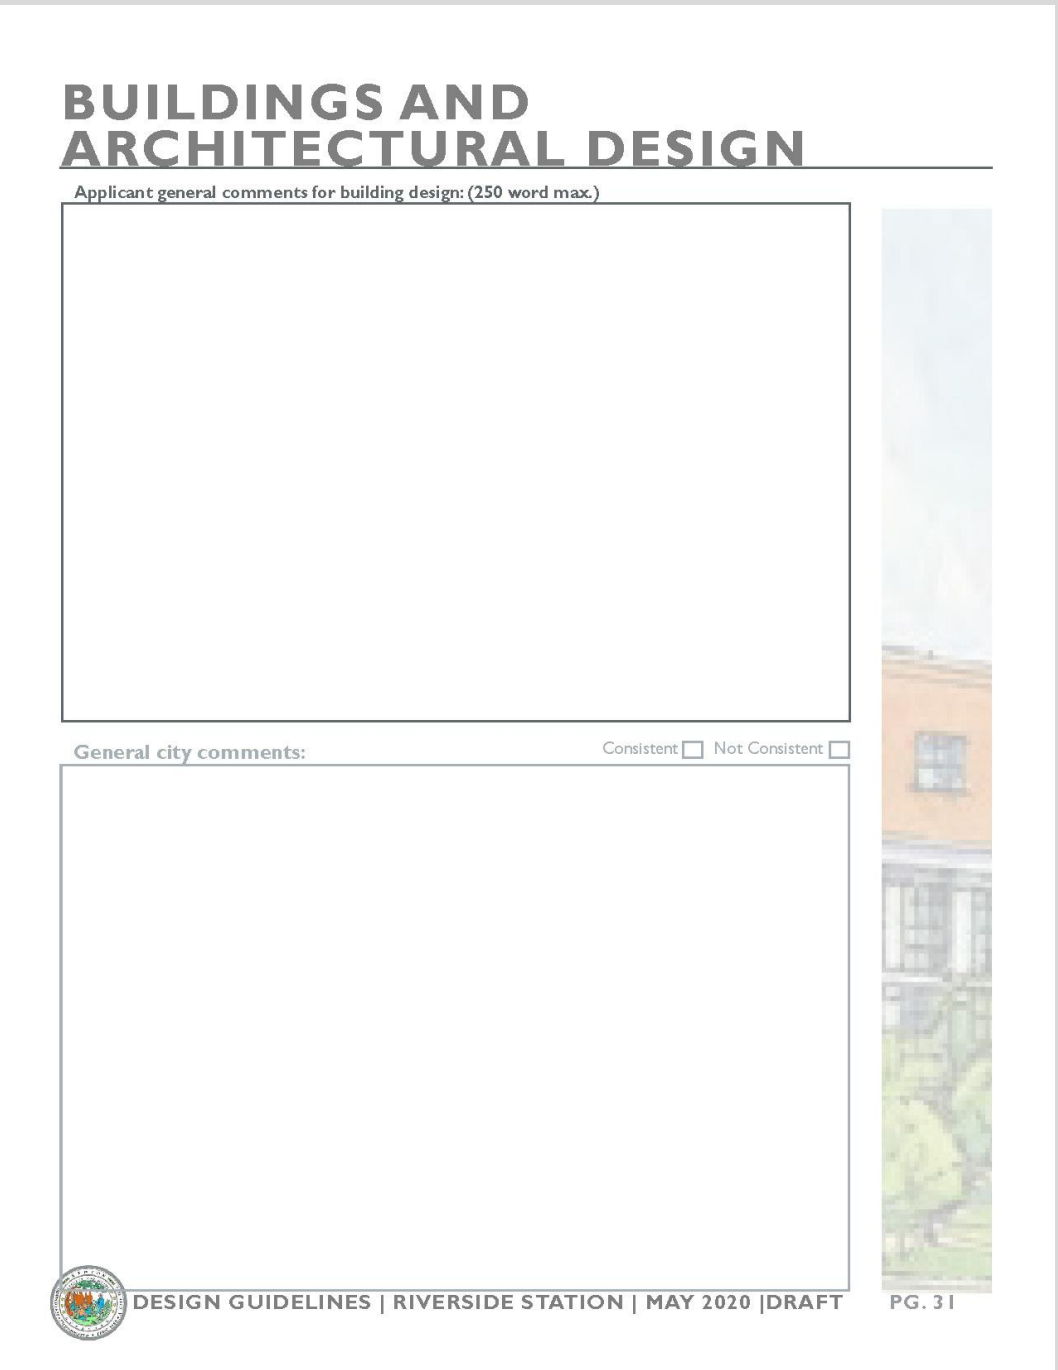 BUILDINGS AND
ARCHITECTURAL DESIGN
Applicant general comments for building design: (250 word max.)
General city comments:
Consistent Not Consistent
DESIGN GUIDELINES | RIVERSIDE STATION | MAY 2020 |DRAFT PG. 31